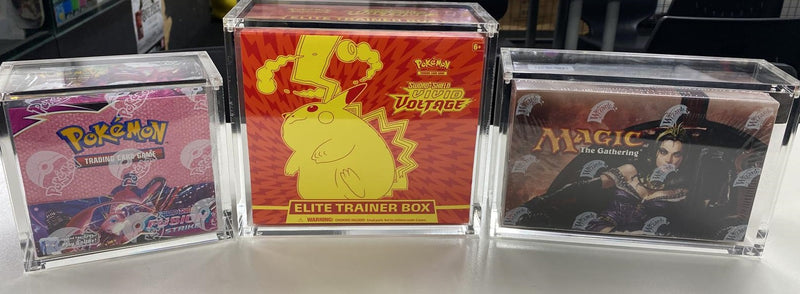 POKéMON
TRADING CARD GAME
FUSION
STRIKE
ELITE TRAINER BOX
6+
POKéMON
TRADING CARD GAME
SWORD & SHIELD
VIVID
VOLTAGE
WARNING:
MAGIC
The Gathering